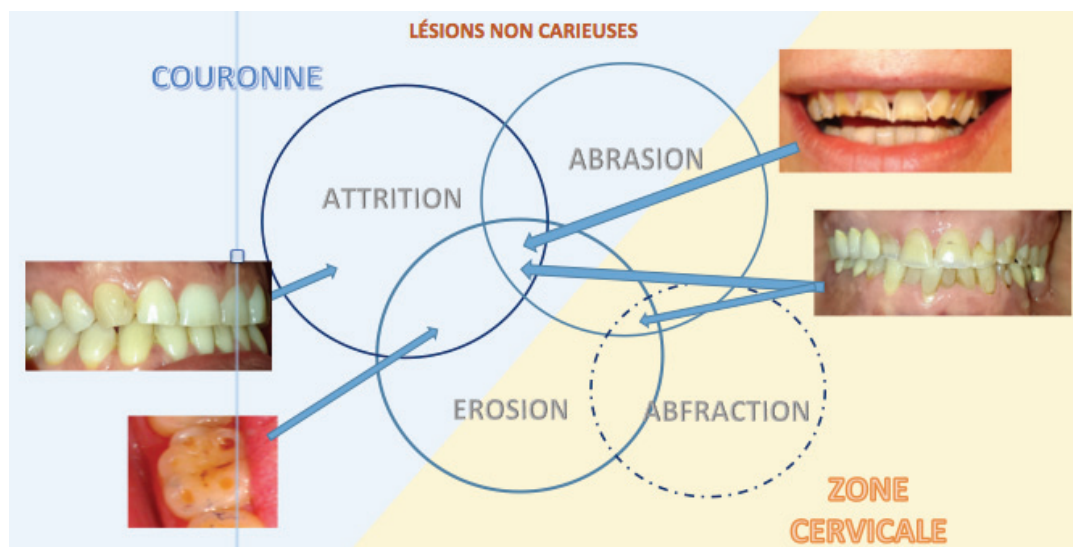 LÉSIONS NON CARIEUSES
COURONNE
ABRASION
ATTRITION
EROSION
ABFRACTION
ZONE
CERVICALE